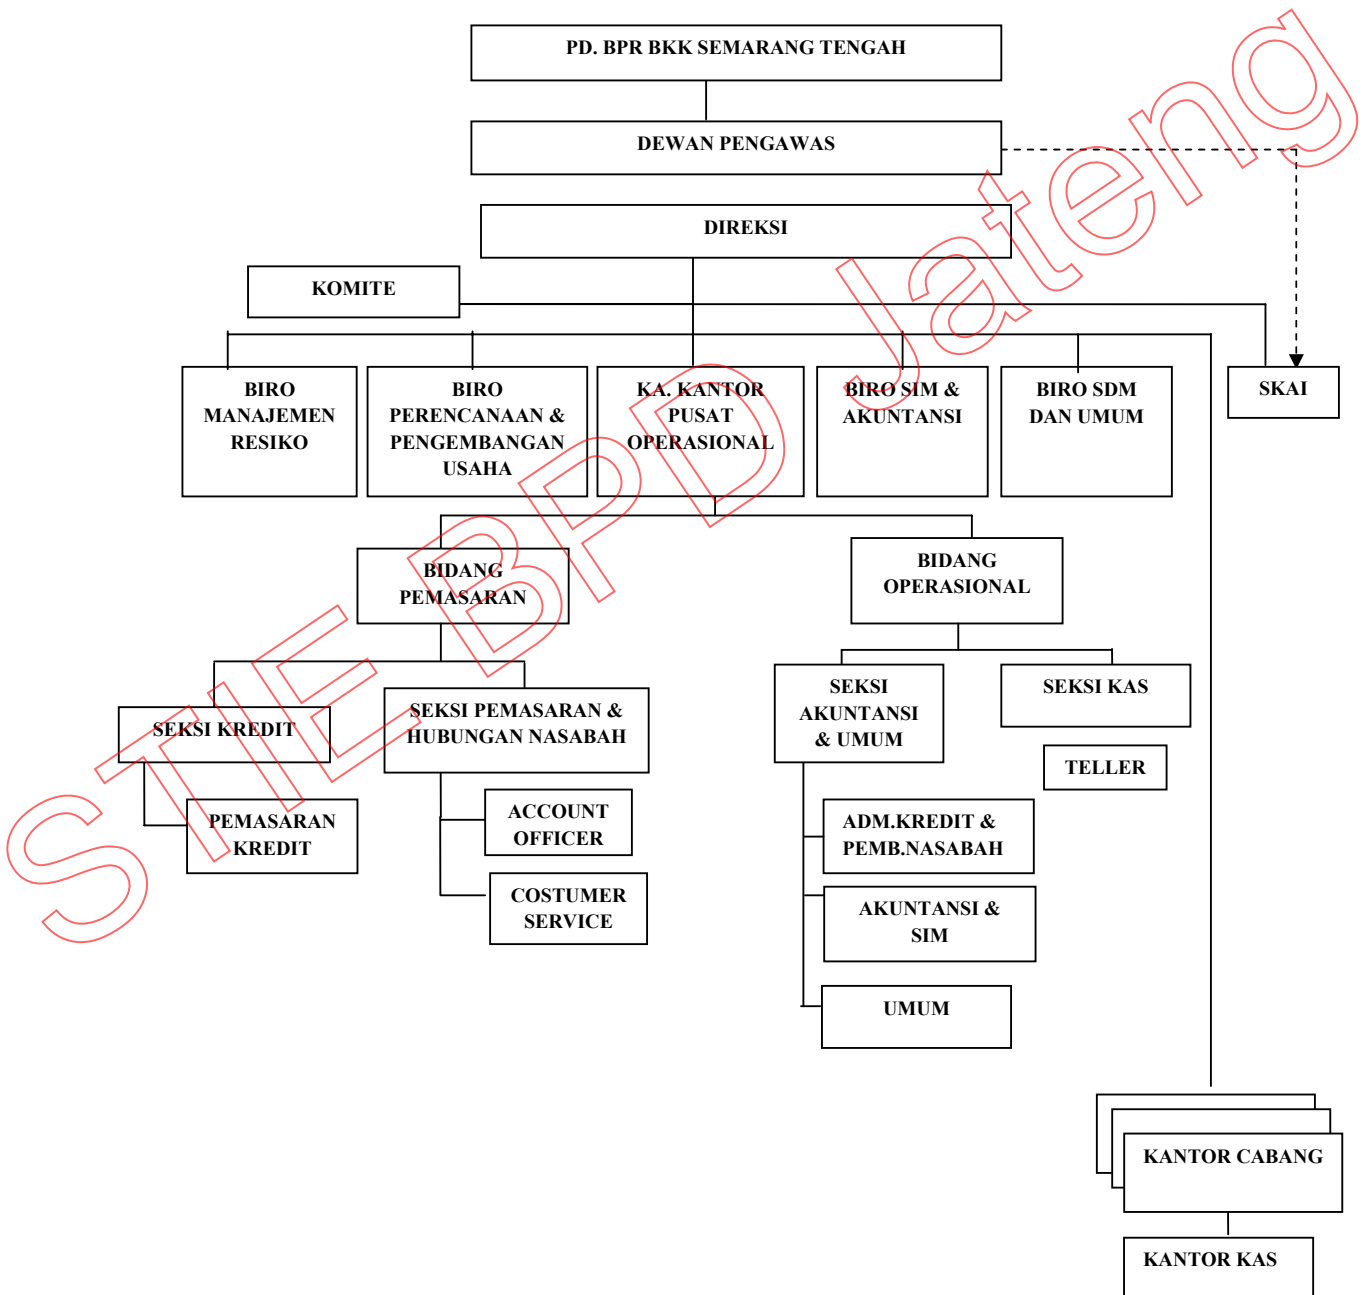 PD. BPR BKK SEMARANG TENGAH
DEWAN PENGAWAS
DIREKSI
KOMITE
BIRO
MANAJEMEN
RESIKO
BIRO
PERENCANAAN &
PENGEMBANGAN
USAHA
KA. KANTOR
PUSAT
OPERASIONAL
BIRO SIM &
AKUNTANSI
BIRO SDM
DAN UMUM
SKAI
BIDANG
PEMASARAN
BIDANG
OPERASIONAL
SEKSI KREDIT
SEKSI PEMASARAN &
HUBUNGAN NASABAH
SEKSI
AKUNTANSI
& UMUM
SEKSI KAS
TELLER
PEMASARAN
KREDIT
ACCOUNT
OFFICER
COSTUMER
SERVICE
ADM.KREDIT &
PEMB.NASABAH
AKUNTANSI &
SIM
UMUM
KANTOR CABANG
KANTOR KAS
STIE BPD Jateng